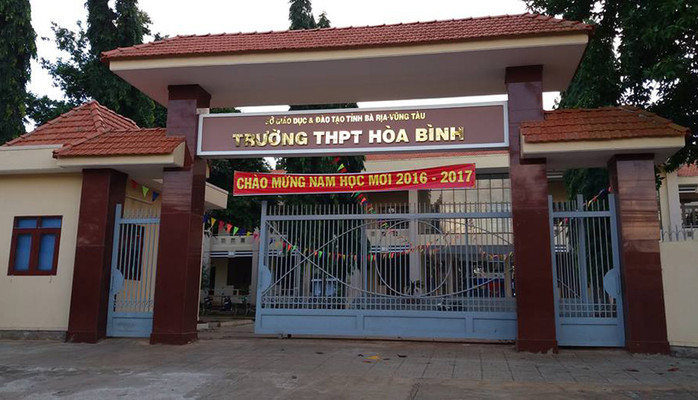 SỞ GIÁO DỤC & ĐÀO TẠO TỈNH BÀ RỊA-VŨNG TÀU
TRƯỜNG THPT HÒA BÌNH
CHÀO MỪNG NĂM HỌC MỚI 2016 - 2017